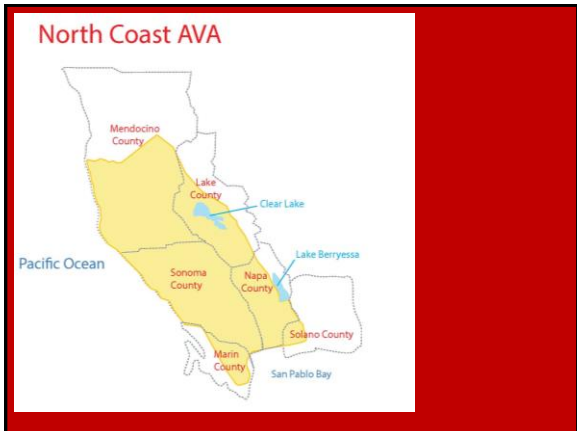 North Coast AVA
Mendocino
County
Lake
County
Clear Lake
Lake Berryessa
Pacific Ocean
Sonoma
County
Napa
County
Solano County
Marin
County
San Pablo Bay